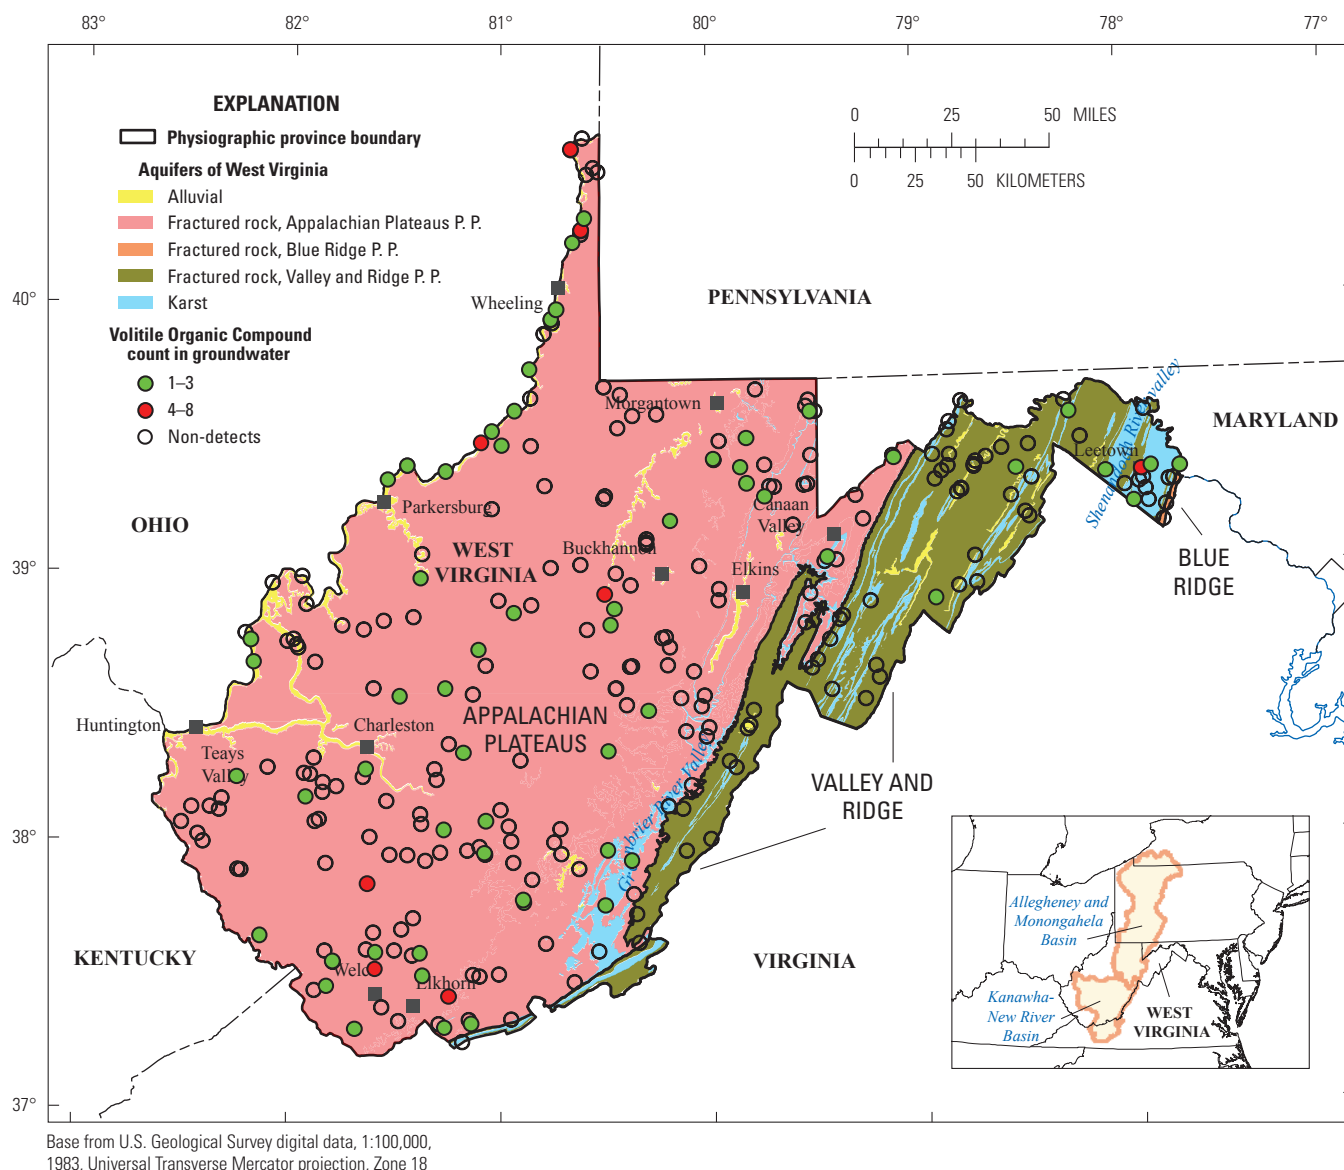 83° 82° 81° 80° 79° 78° 77°
EXPLANATION
Physiographic province boundary
Aquifers of West Virginia
Alluvial
Fractured rock, Appalachian Plateaus P. P.
Fractured rock, Blue Ridge P. P.
Fractured rock, Valley and Ridge P. P.
Karst
Volitile Organic Compound
count in groundwater
1–3
4–8
Non-detects
0 25 50 MILES
0 25 50 KILOMETERS
40°
39°
38°
37°
Wheeling
PENNSYLVANIA
Morgantown
MARYLAND
Shenandoah River valley
Leetown
OHIO
Parkersburg
WEST
VIRGINIA
Buckhannon
Canaan
Valley
Elkins
BLUE
RIDGE
Huntington
Teays
Valley
Charleston
APPALACHIAN
PLATEAUS
Greenbrier River Valley
VALLEY AND
RIDGE
KENTUCKY
Welch
Elkhorn
VIRGINIA
Allegheney and
Monongahela
Basin
Kanawha-
New River
Basin
WEST
VIRGINIA
Base from U.S. Geological Survey digital data, 1:100,000,
1983, Universal Transverse Mercator projection, Zone 18